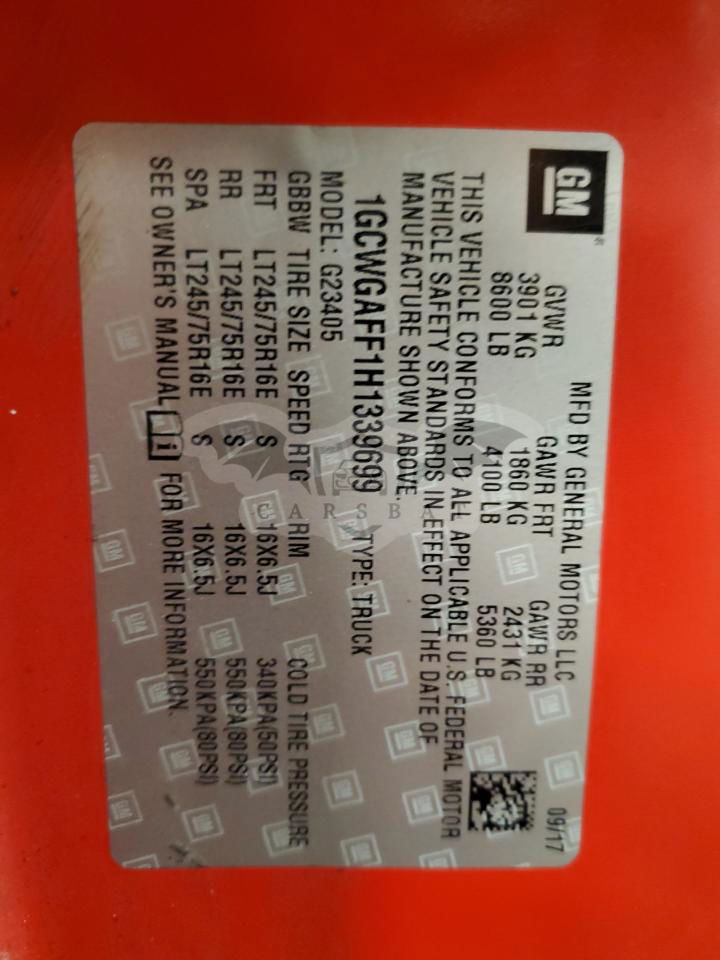 GM®
MFD BY GENERAL MOTORS LLC 09/17
GVWR GAWR FRT GAWR RR
3901 KG 1860 KG 2431 KG
8600 LB 4100 LB 5360 LB
THIS VEHICLE CONFORMS TO ALL APPLICABLE U.S. FEDERAL MOTOR
VEHICLE SAFETY STANDARDS IN EFFECT ON THE DATE OF
MANUFACTURE SHOWN ABOVE.
1GCWGAFF1H1339699 TYPE: TRUCK
MODEL: G23405
GBBW TIRE SIZE SPEED RTG RIM COLD TIRE PRESSURE
FRT LT245/75R16E S 16X6.5J 340KPA(50PSI)
RR LT245/75R16E S 16X6.5J 550KPA(80PSI)
SPA LT245/75R16E S 16X6.5J 550KPA(80PSI)
SEE OWNER'S MANUAL i FOR MORE INFORMATION.